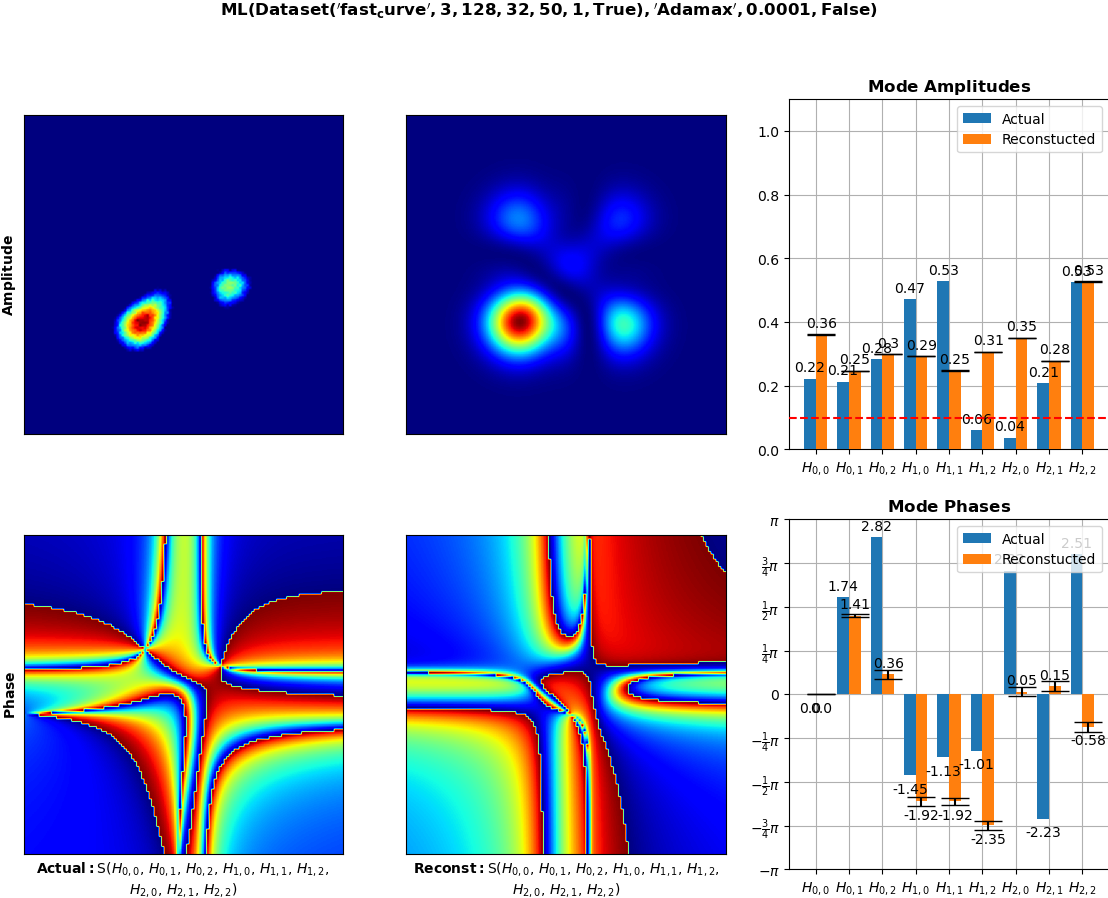 ML(Dataset('fast_curve', 3, 128, 32, 50, 1, True), 'Adamax', 0.0001, False)
Amplitude
Mode Amplitudes
Actual
Reconstucted
1.0
0.8
0.6
0.4
0.2
0.0
0.22
0.36
0.21
0.25
0.28
0.3
0.47
0.29
0.53
0.25
0.06
0.31
0.04
0.35
0.21
0.28
0.53
0.53
H0,0 H0,1 H0,2 H1,0 H1,1 H1,2 H2,0 H2,1 H2,2
Phase
Mode Phases
Actual
Reconstucted
π
3/4π
1/2π
1/4π
0
−1/4π
−1/2π
−3/4π
−π
0.0
0.0
1.74
1.41
2.82
0.36
-1.45
-1.92
-1.13
-1.92
-1.01
-2.35
0.05
-2.23
0.15
2.51
-0.58
H0,0 H0,1 H0,2 H1,0 H1,1 H1,2 H2,0 H2,1 H2,2
Actual: S(H0,0, H0,1, H0,2, H1,0, H1,1, H1,2,
H2,0, H2,1, H2,2)
Reconst: S(H0,0, H0,1, H0,2, H1,0, H1,1, H1,2,
H2,0, H2,1, H2,2)